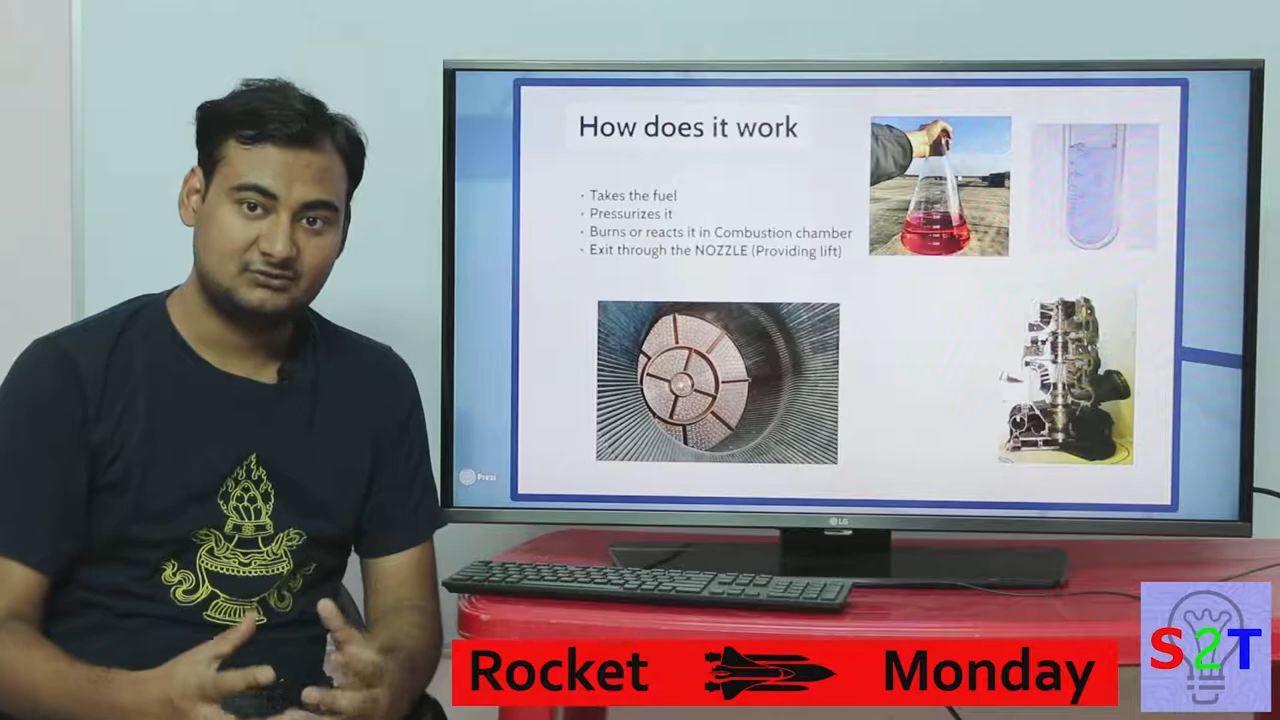 How does it work
• Takes the fuel
• Pressurizes it
• Burns or reacts it in Combustion chamber
• Exit through the NOZZLE (Providing lift)
Prezi
LG
Rocket Monday
S2T